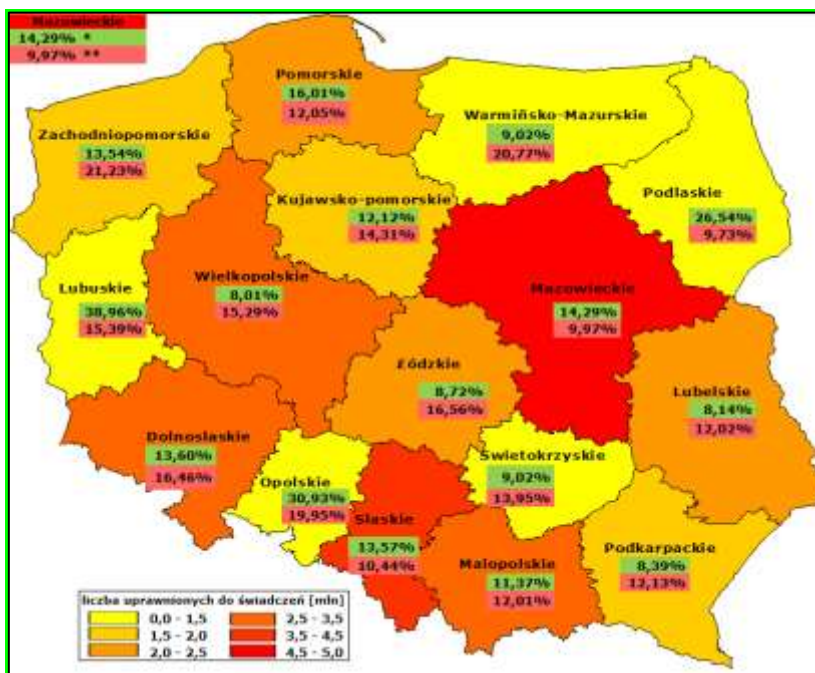 Mazowieckie
14,29% *
9,97% **
Pomorskie
16,01%
12,05%
Warmińsko-Mazurskie
9,02%
20,77%
Zachodniopomorskie
13,54%
21,23%
Podlaskie
26,54%
9,73%
Kujawsko-pomorskie
12,12%
14,31%
Lubuskie
38,96%
15,39%
Wielkopolskie
8,01%
15,29%
Mazowieckie
14,29%
9,97%
Łódzkie
8,72%
16,56%
Lubelskie
8,14%
12,02%
Dolnoslaskie
13,60%
16,46%
Opolskie
30,93%
19,95%
Świetokrzyskie
9,02%
13,95%
Slaskie
13,57%
10,44%
Malopolskie
11,37%
12,01%
Podkarpackie
8,39%
12,13%
liczba uprawnionych do świadczeń [mln]
0,0 - 1,5
2,5 - 3,5
1,5 - 2,0
3,5 - 4,5
2,0 - 2,5
4,5 - 5,0